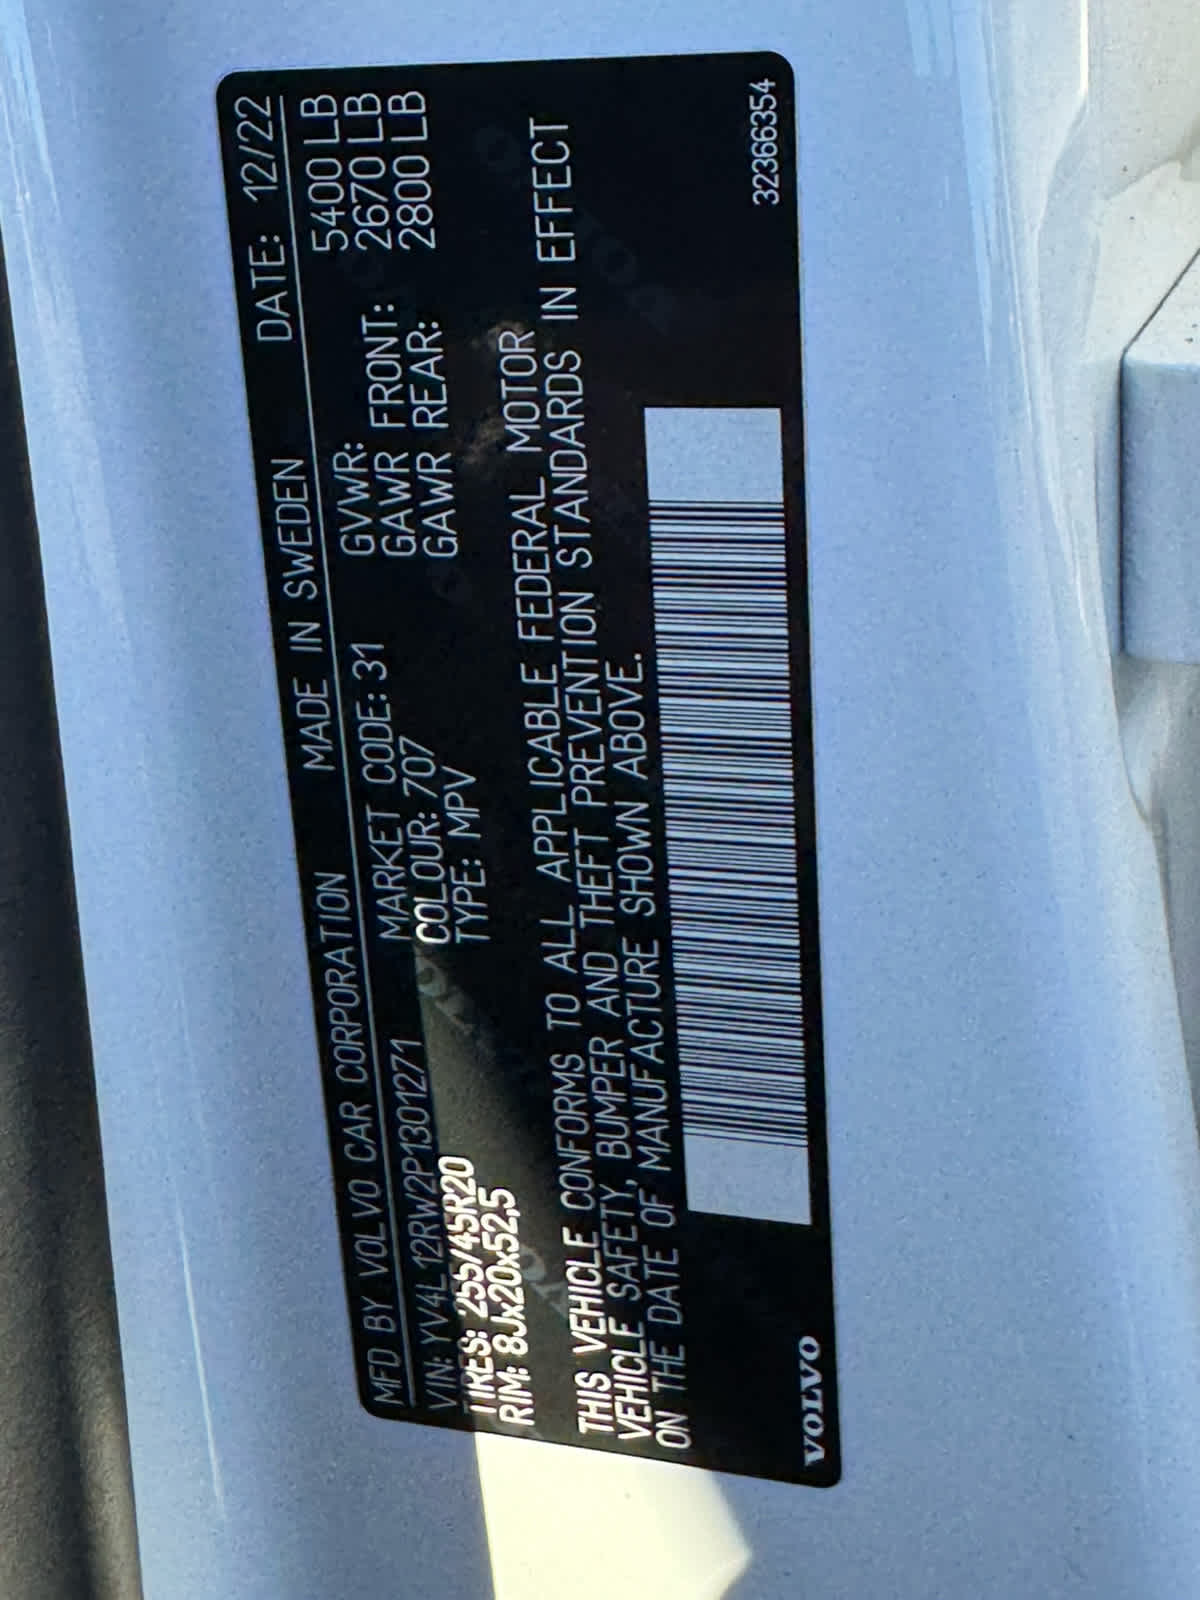 MFD BY VOLVO CAR CORPORATION MADE IN SWEDEN DATE: 12/22
VIN: YV4L12RW2P1301271 MARKET CODE: 31 GVWR: 5400 LB
TIRES: 255/45R20 COLOUR: 707 GAWR FRONT: 2670 LB
RIM: 8Jx20x52,5 TYPE: MPV GAWR REAR: 2800 LB
THIS VEHICLE CONFORMS TO ALL APPLICABLE FEDERAL MOTOR
VEHICLE SAFETY, BUMPER AND THEFT PREVENTION STANDARDS IN EFFECT
ON THE DATE OF MANUFACTURE SHOWN ABOVE.
VOLVO 32366354